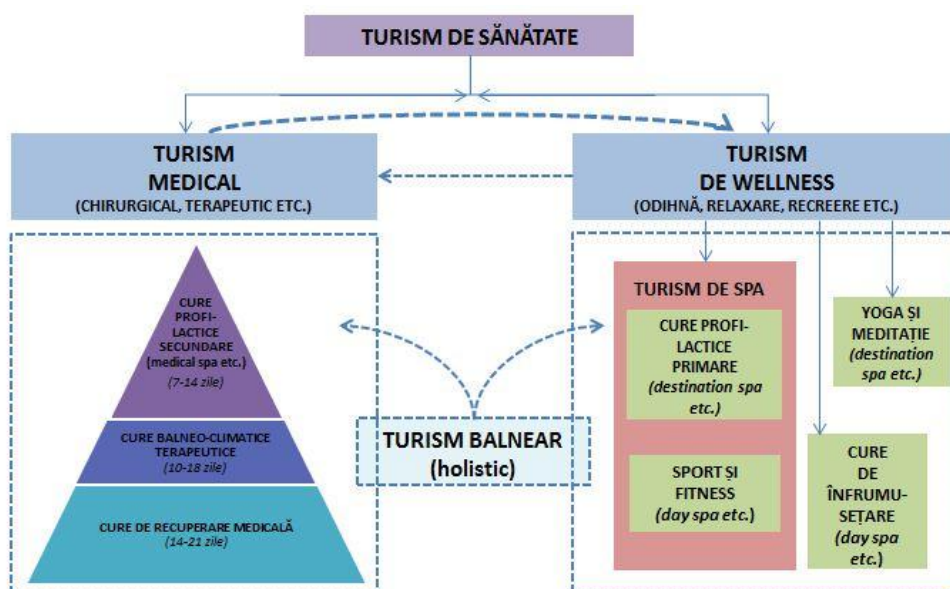 TURISM DE SĂNĂTATE
TURISM
MEDICAL
(CHIRURGICAL, TERAPEUTIC ETC.)
TURISM
DE WELLNESS
(ODIHNĂ, RELAXARE, RECREERE ETC.)
CURE
PROFI-
LACTICE
SECUNDARE
(medical spa etc.)
(7-14 zile)
CURE BALNEO-CLIMATICE
TERAPEUTICE
(10-18 zile)
CURE DE RECUPERARE MEDICALĂ
(14-21 zile)
TURISM BALNEAR
(holistic)
TURISM DE SPA
CURE PROFI-
LACTICE
PRIMARE
(destination spa
etc.)
SPORT ȘI
FITNESS
(day spa etc.)
YOGA ȘI
MEDITAȚIE
(destination
spa etc.)
CURE
DE
ÎNFRUMU-
SEȚARE
(day spa
etc.)